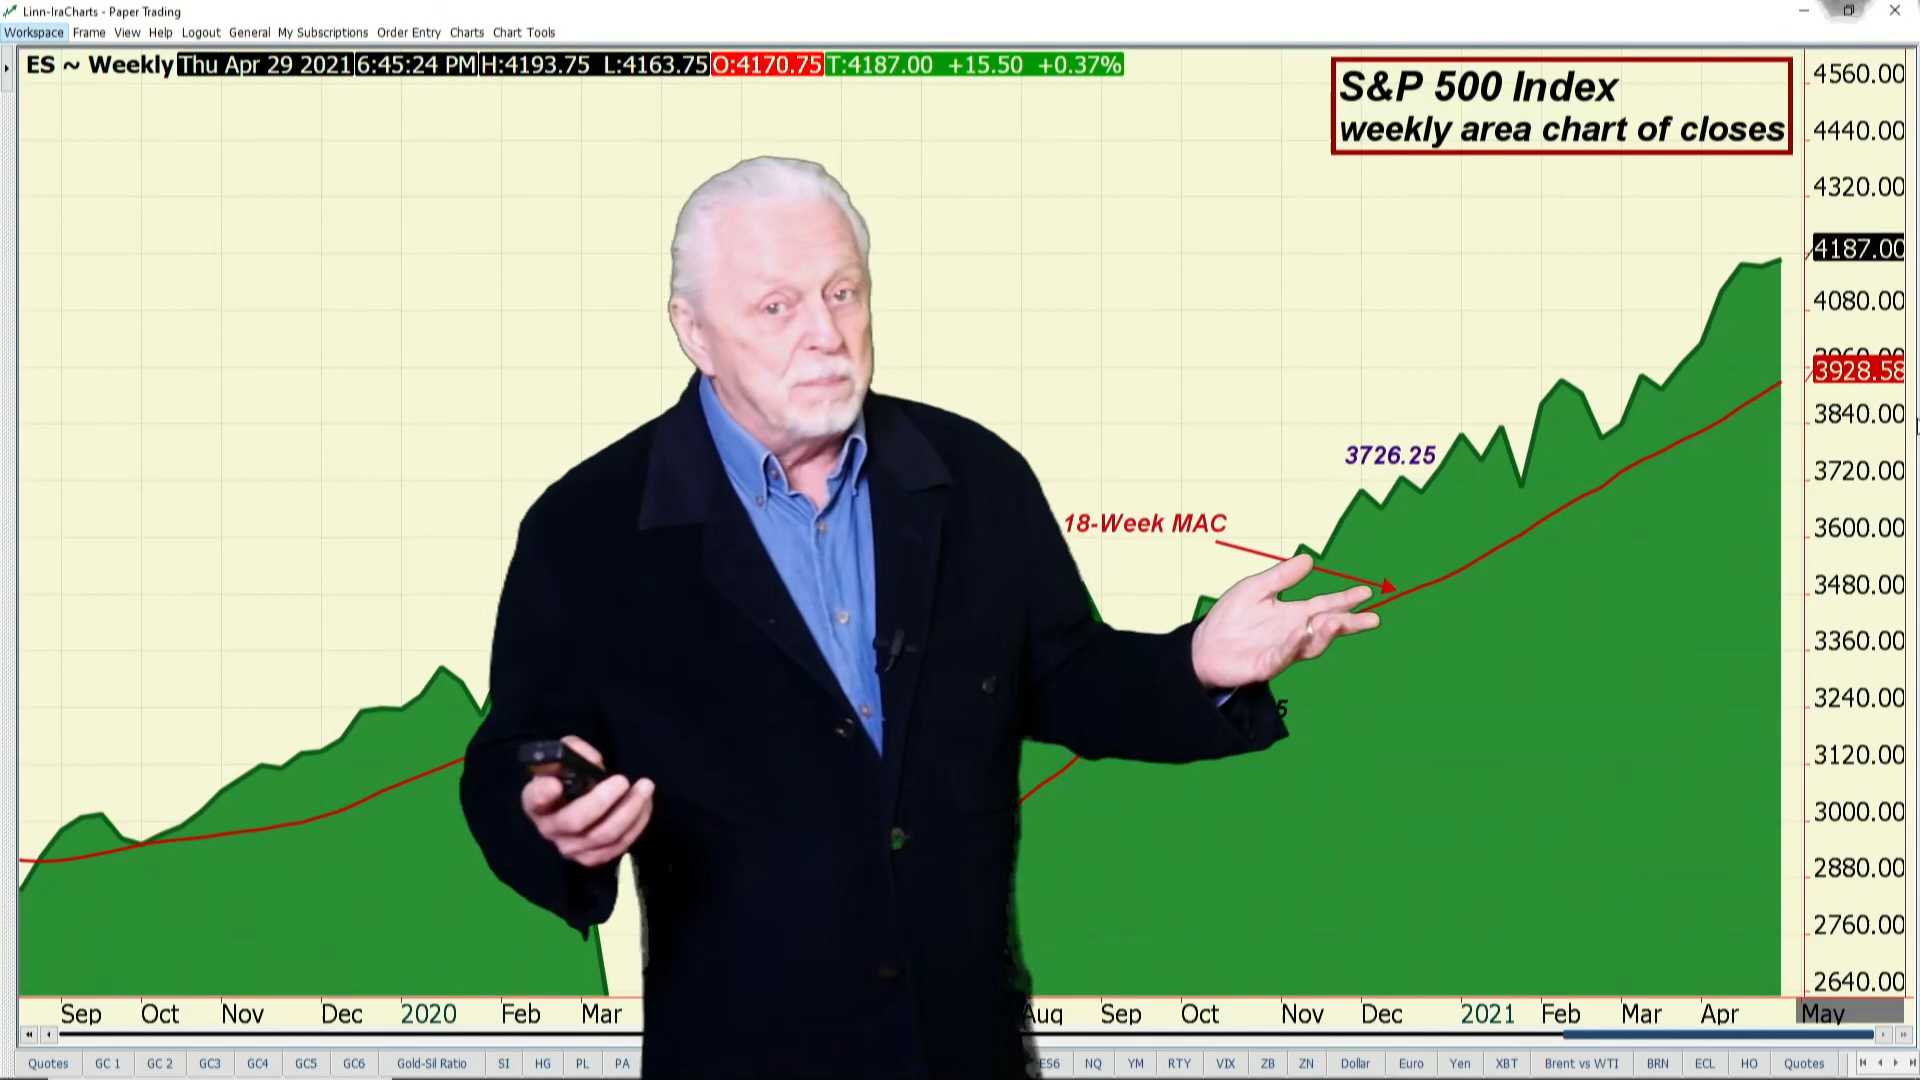 Linn-IraCharts - Paper Trading
Workspace Frame View Help Logout General My Subscriptions Order Entry Charts Chart Tools
ES ~ Weekly Thu Apr 29 2021 6:45:24 PM H:4193.75 L:4163.75 O:4170.75 T:4187.00 +15.50 +0.37%
S&P 500 Index
weekly area chart of closes
4560.00
4440.00
4320.00
4187.00
4080.00
3928.58
3840.00
3726.25
3720.00
18-Week MAC
3600.00
3480.00
3360.00
5
3240.00
3120.00
3000.00
2880.00
2760.00
2640.00
Sep Oct Nov Dec 2020 Feb Mar Aug Sep Oct Nov Dec 2021 Feb Mar Apr May
Quotes GC 1 GC 2 GC3 GC4 GC5 GC6 Gold-Sil Ratio SI HG PL PA ES6 NQ YM RTY VIX ZB ZN Dollar Euro Yen XBT Brent vs WTI BRN ECL HO Quotes